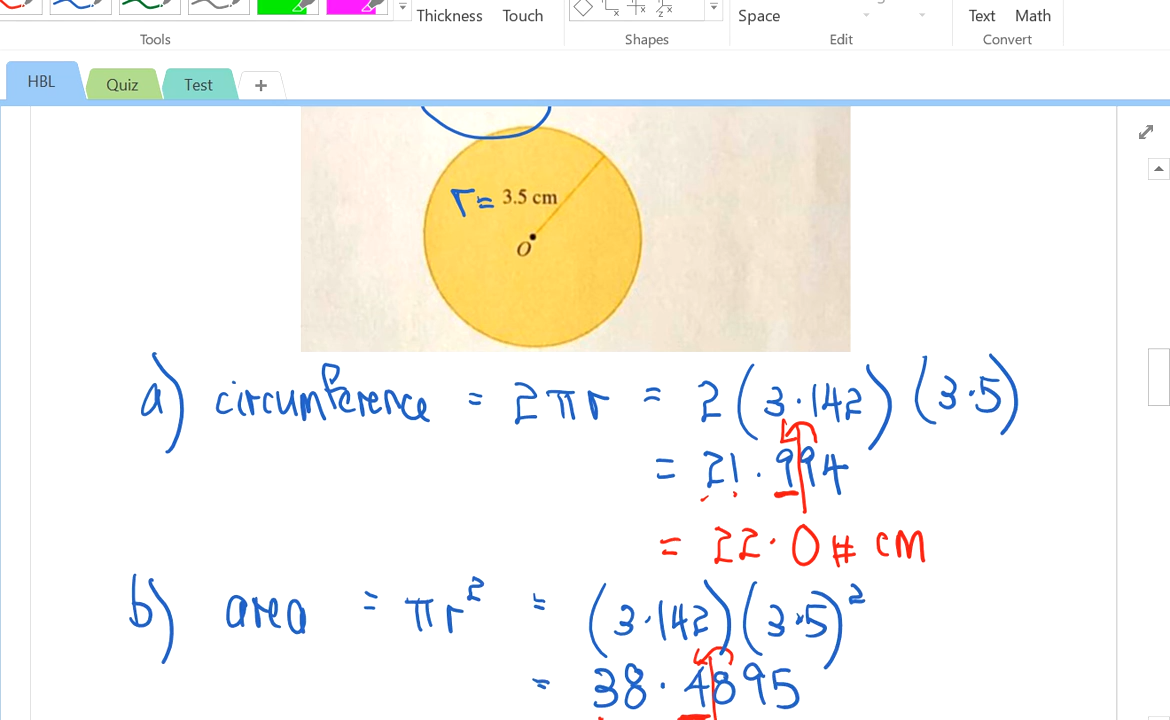 Thickness Touch Space Text Math
Tools Shapes Edit Convert
HBL Quiz Test +
r = 3.5 cm
O
a) circumference = 2πr = 2(3.142)(3.5)
= 21.994
= 22.0 # cm
b) area = πr² = (3.142)(3.5)²
= 38.4895